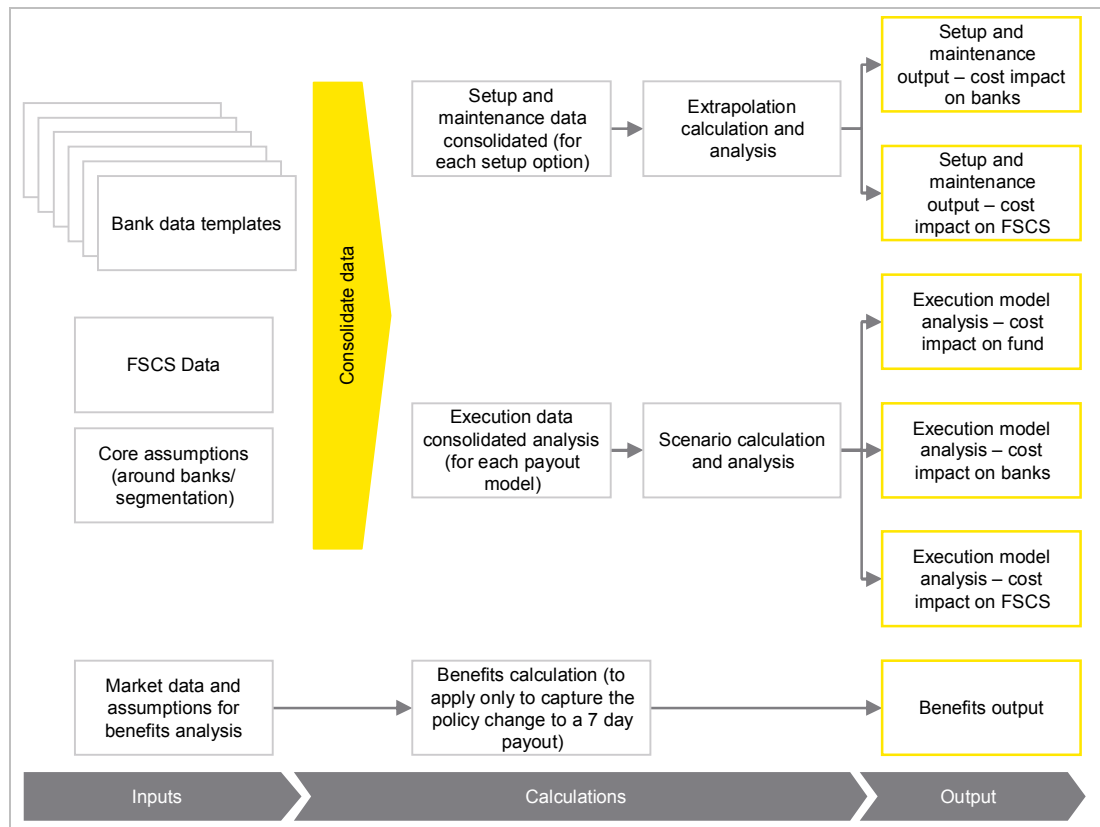 Bank data templates
FSCS Data
Core assumptions
(around banks/
segmentation)
Market data and
assumptions for
benefits analysis
Consolidate data
Setup and
maintenance data
consolidated (for
each setup option)
Extrapolation
calculation and
analysis
Execution data
consolidated analysis
(for each payout
model)
Scenario calculation
and analysis
Benefits calculation (to
apply only to capture the
policy change to a 7 day
payout)
Setup and
maintenance
output – cost impact
on banks
Setup and
maintenance
output – cost
impact on FSCS
Execution model
analysis – cost
impact on fund
Execution model
analysis – cost
impact on banks
Execution model
analysis – cost
impact on FSCS
Benefits output
Inputs
Calculations
Output